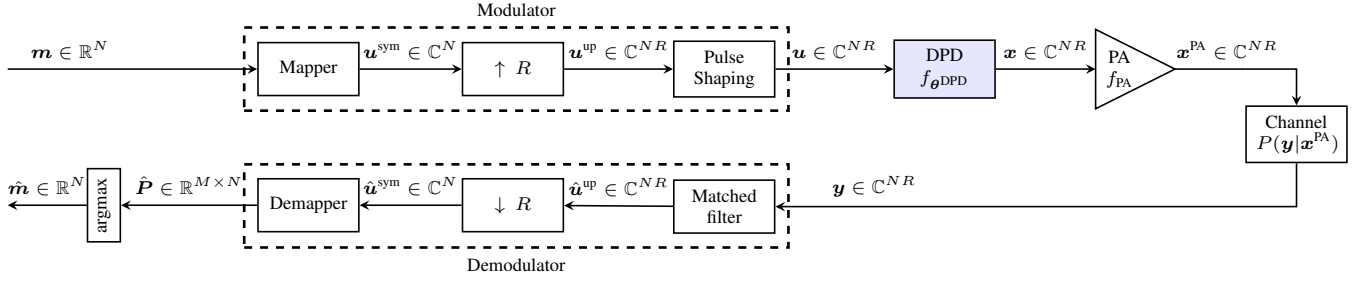 Modulator
𝒎 ∈ ℝ^N
Mapper
𝒖^sym ∈ ℂ^N
↑ R
𝒖^up ∈ ℂ^{NR}
Pulse
Shaping
𝒖 ∈ ℂ^{NR}
DPD
f_{𝜽^DPD}
𝒙 ∈ ℂ^{NR}
PA
f_PA
𝒙^PA ∈ ℂ^{NR}
Channel
P(𝒚|𝒙^PA)
𝒎̂ ∈ ℝ^N
argmax
𝑷̂ ∈ ℝ^{M×N}
Demapper
𝒖̂^sym ∈ ℂ^N
↓ R
𝒖̂^up ∈ ℂ^{NR}
Matched
filter
𝒚 ∈ ℂ^{NR}
Demodulator